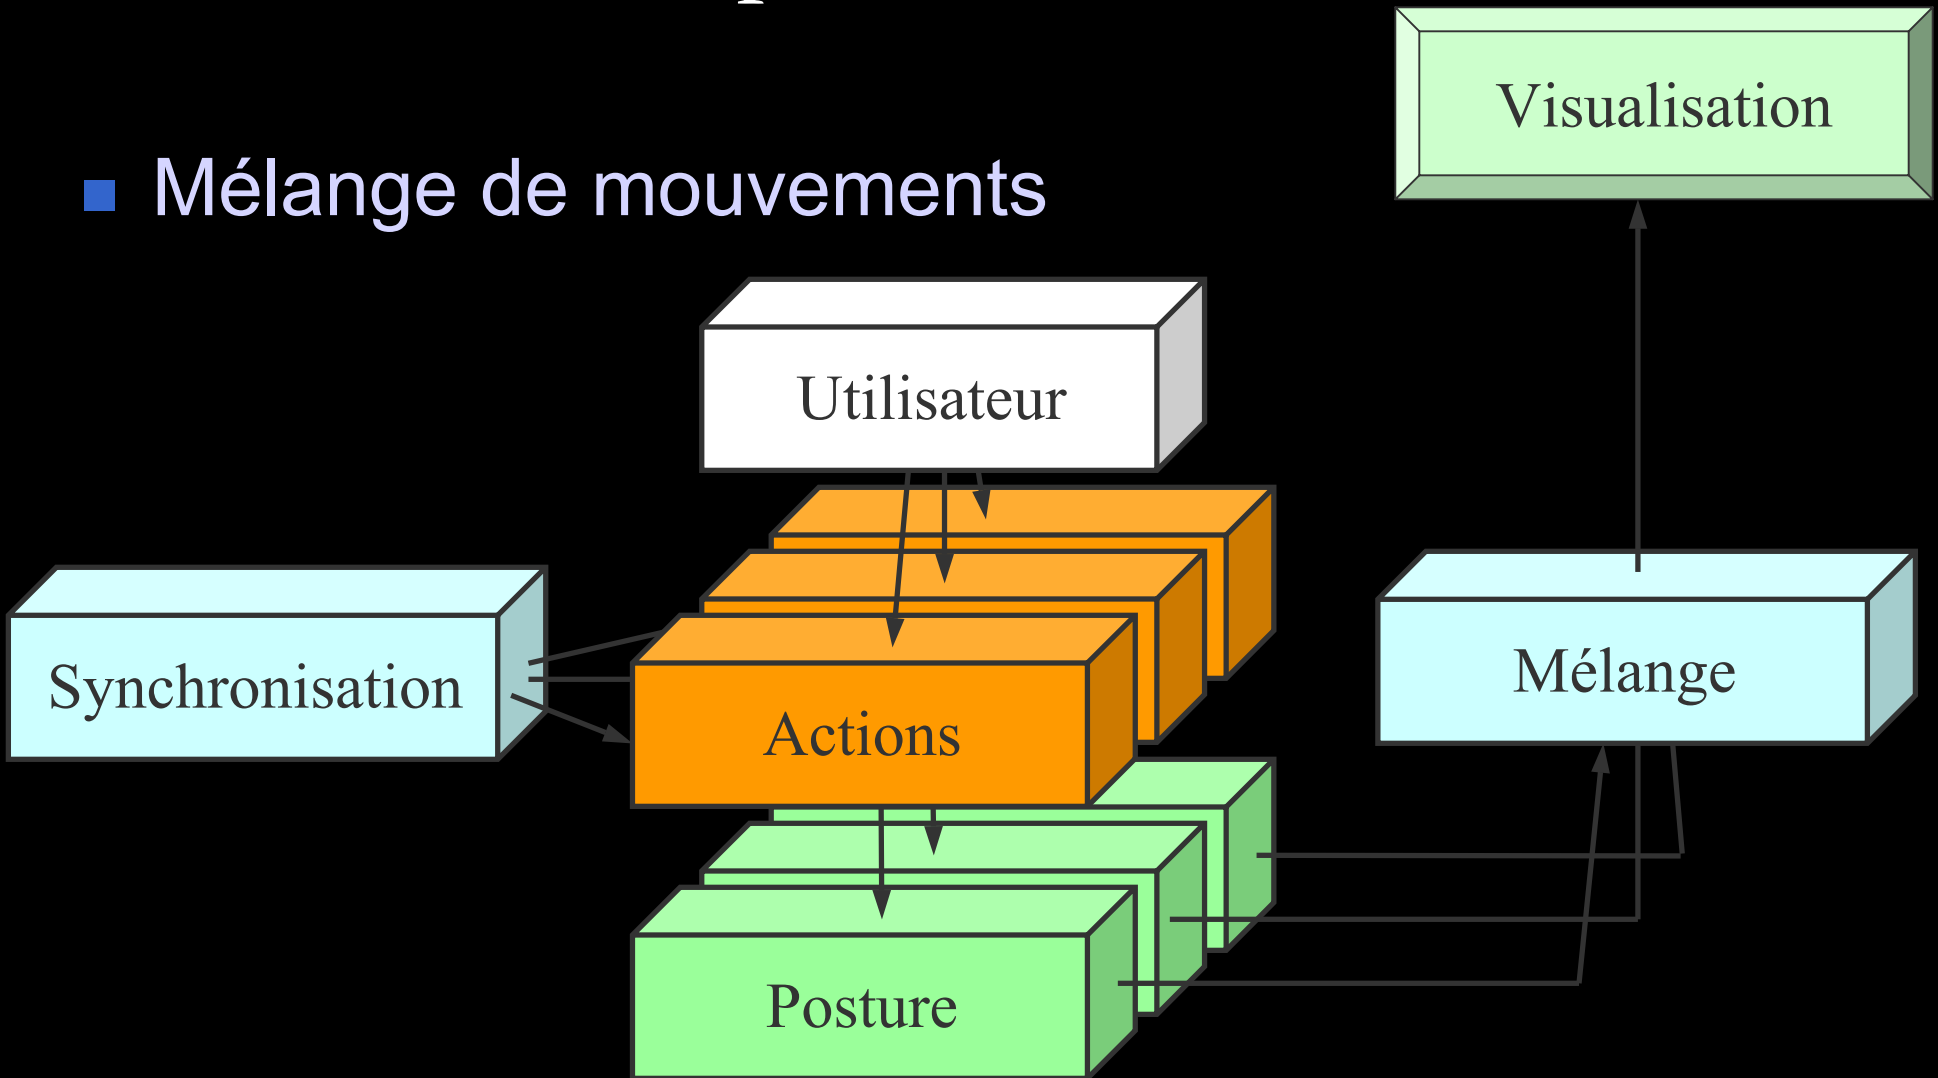 Visualisation
Mélange de mouvements
Utilisateur
Synchronisation
Mélange
Actions
Posture